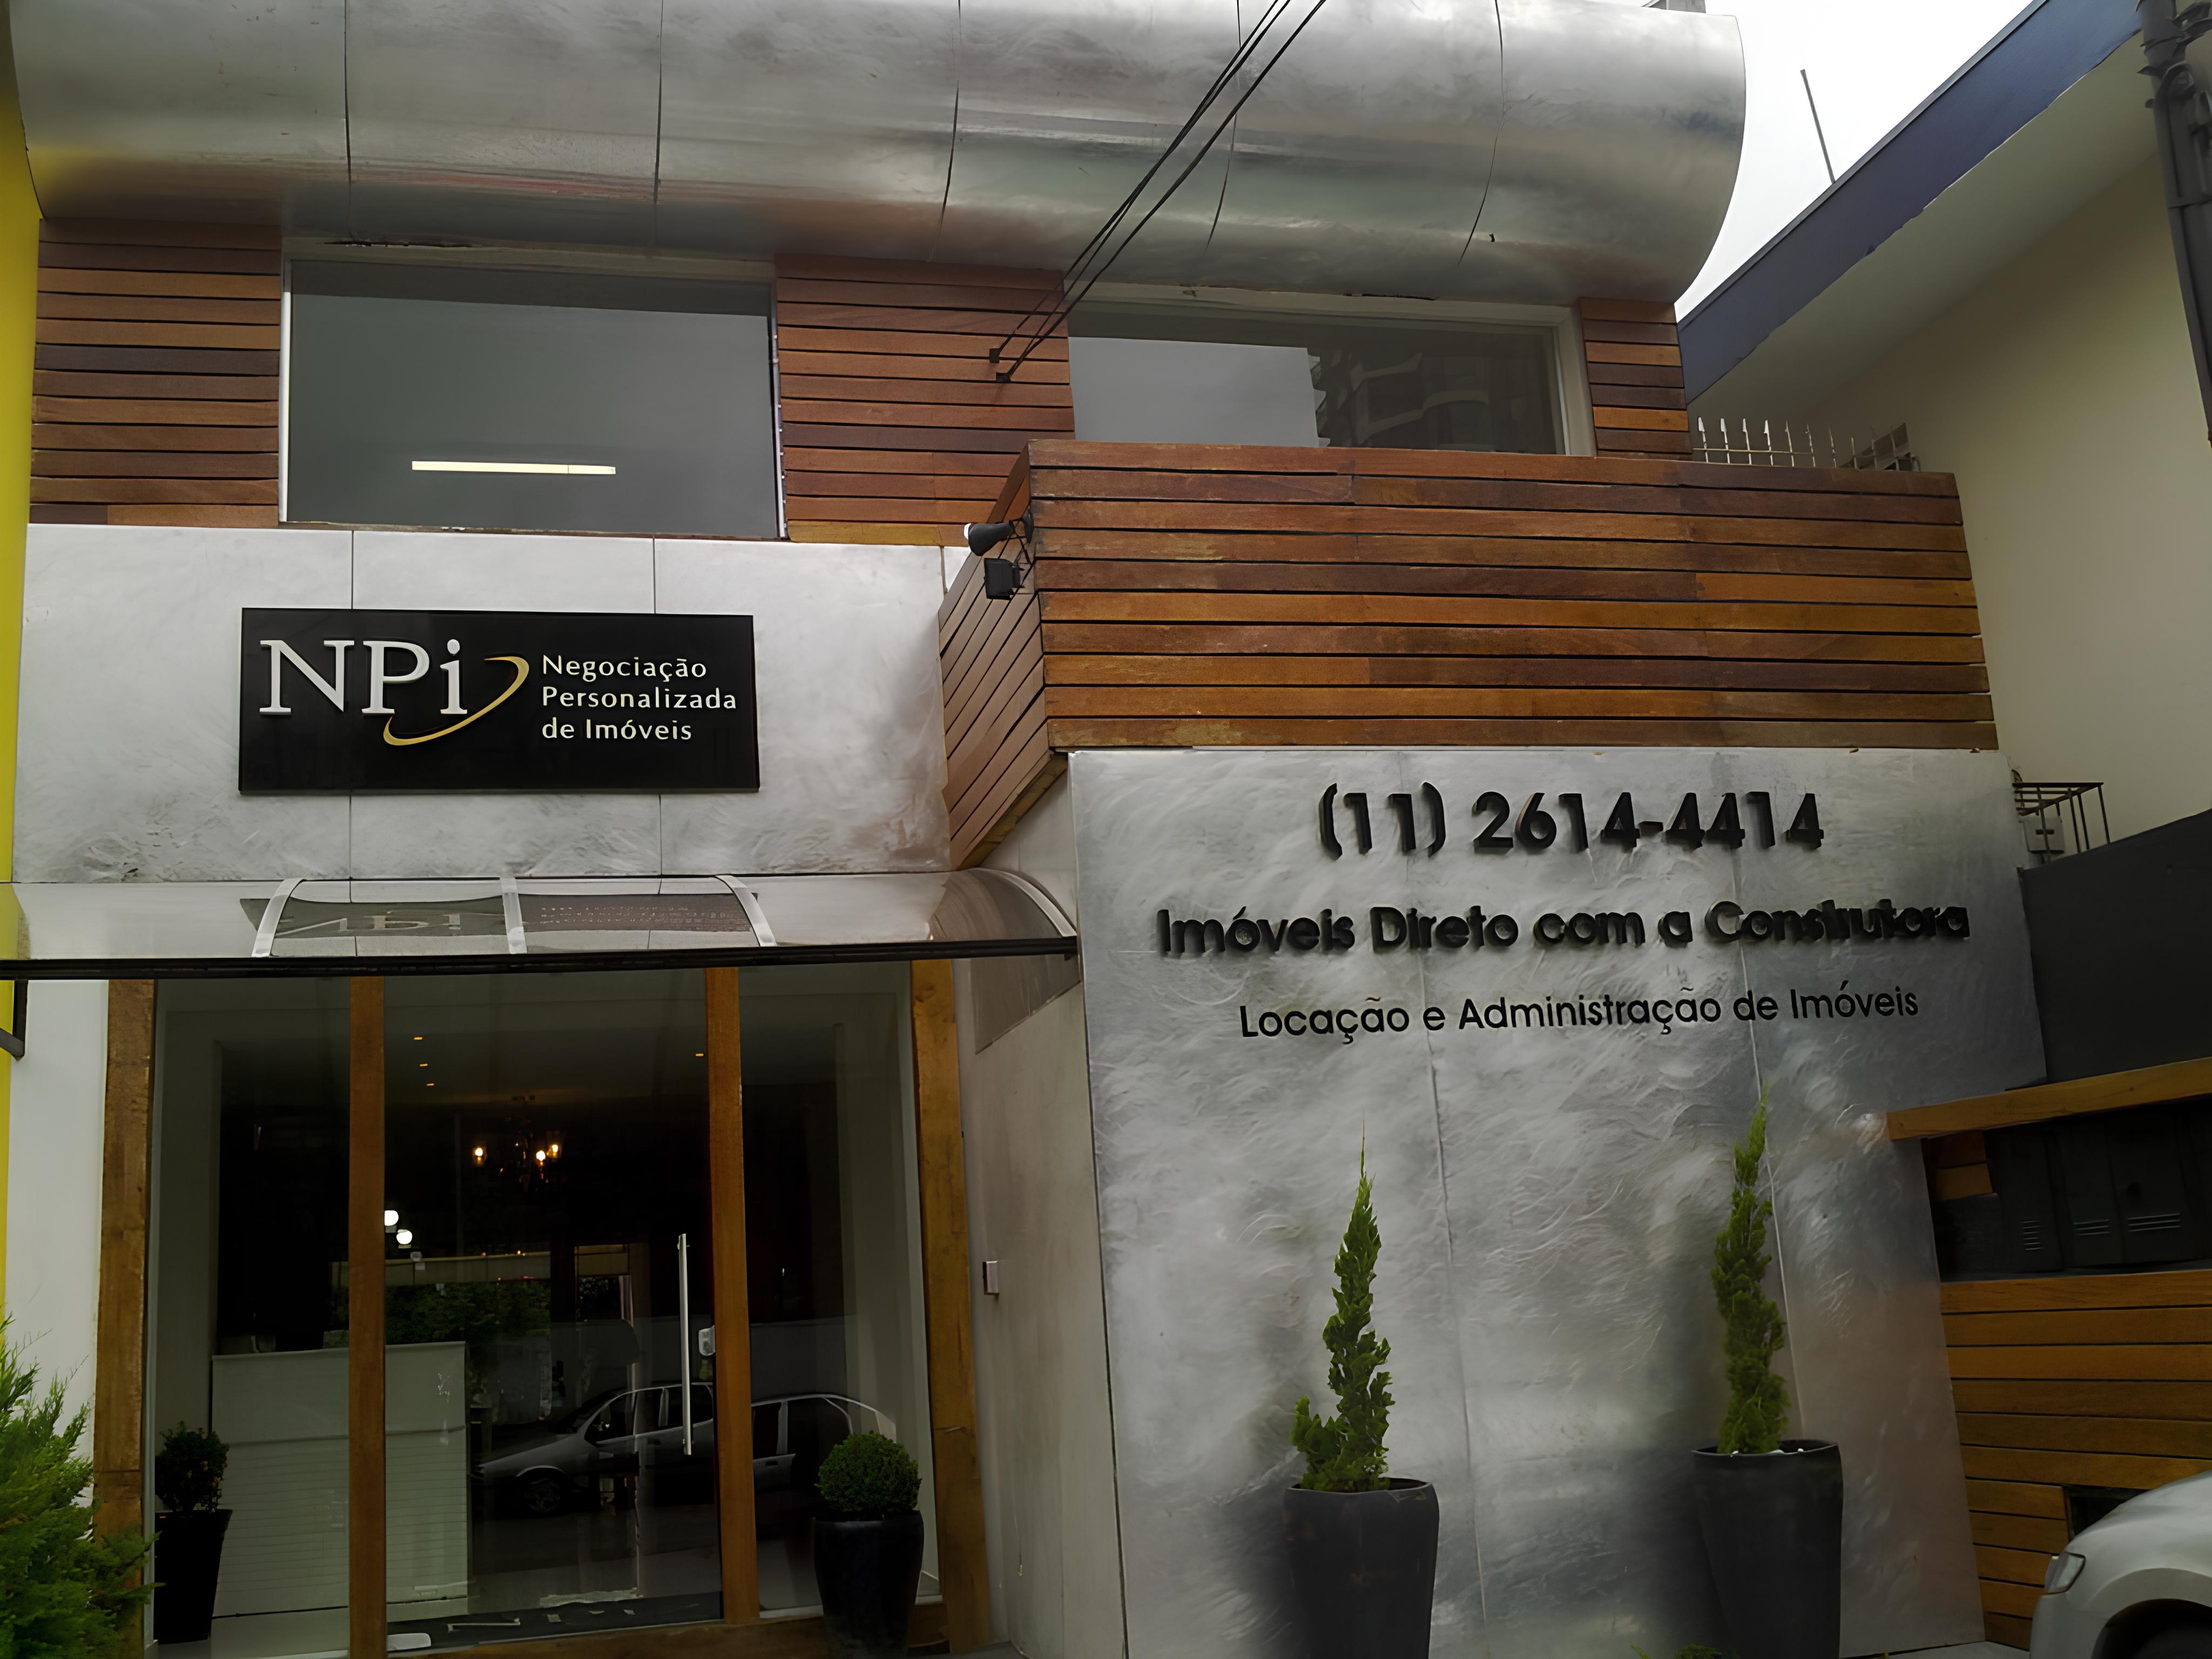 NPi
Negociação
Personalizada
de Imóveis
(11) 2614-4414
Imóveis Direto com a Construtora
Locação e Administração de Imóveis